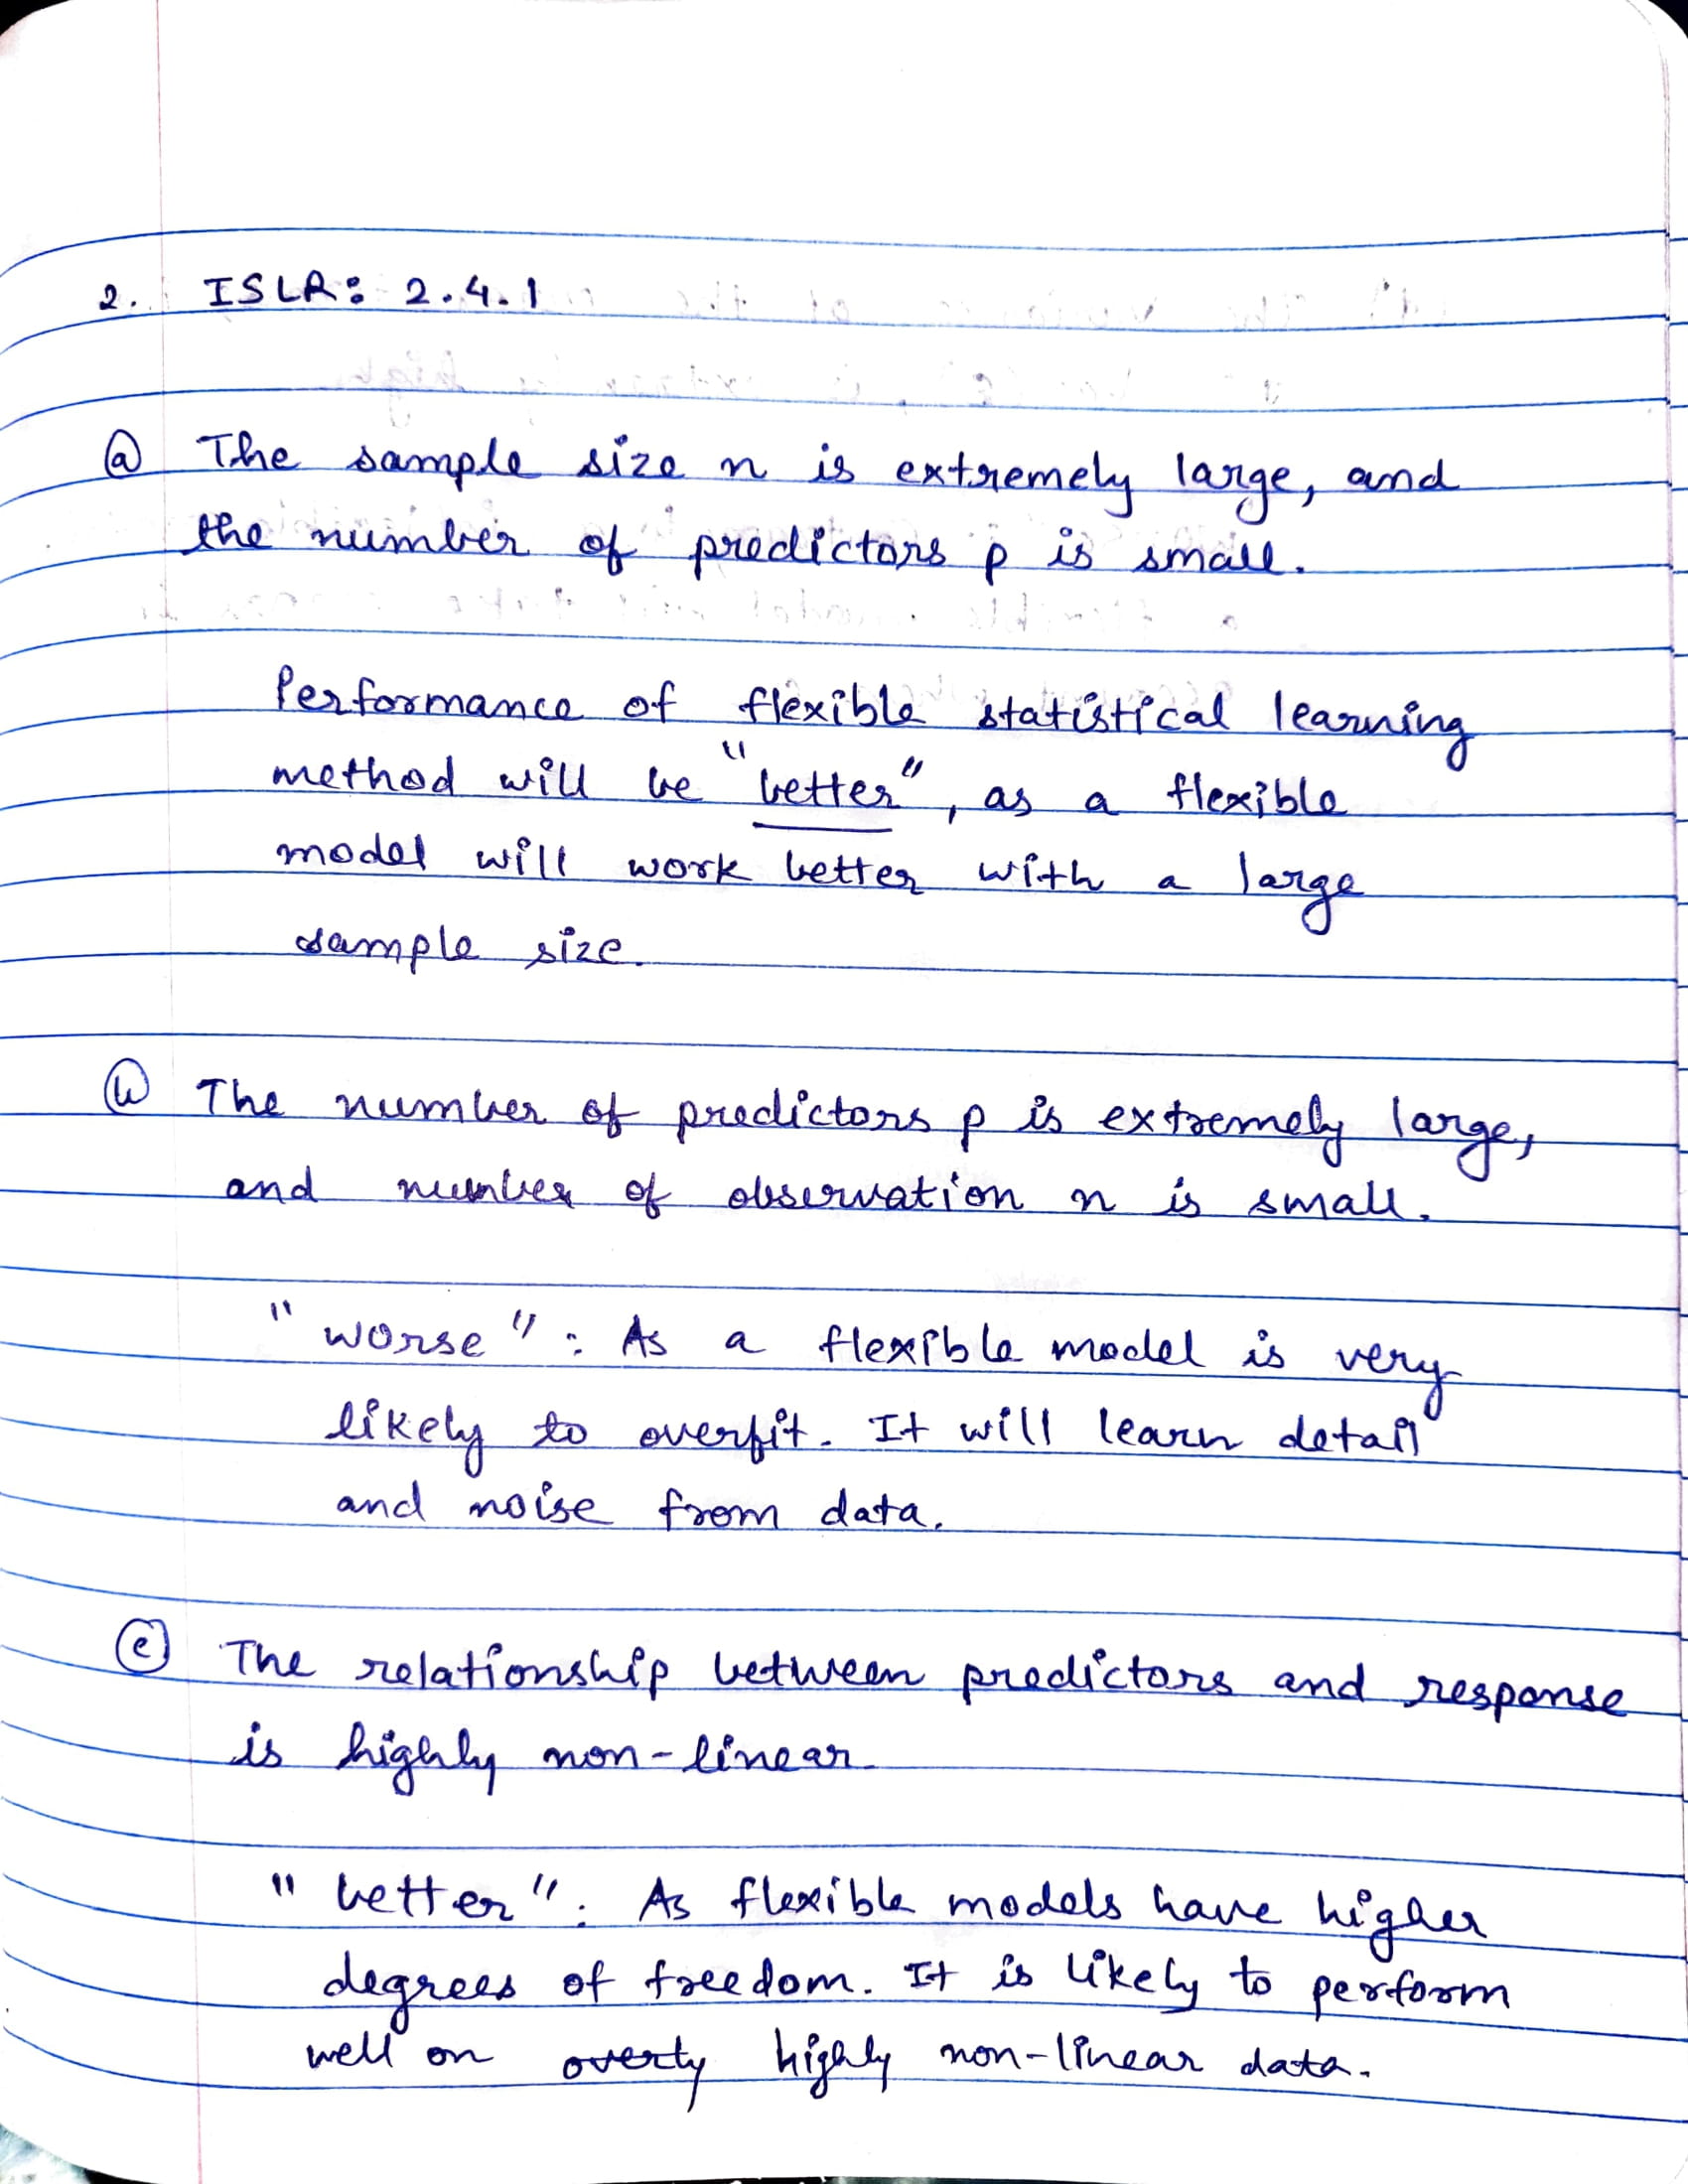 2. ISLR: 2.4.1
(a) The sample size n is extremely large, and
the number of predictors p is small.
Performance of flexible statistical learning
method will be "better", as a flexible
model will work better with a large
sample size.
(b) The number of predictors p is extremely large,
and number of observation n is small.
"worse": As a flexible model is very
likely to overfit. It will learn detail
and noise from data.
(c) The relationship between predictors and response
is highly non-linear.
"better": As flexible models have higher
degrees of freedom. It is likely to perform
well on overty highly non-linear data.